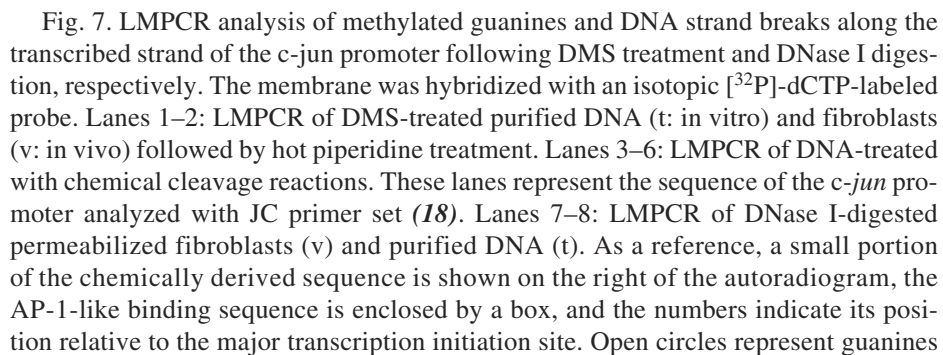 Fig. 7. LMPCR analysis of methylated guanines and DNA strand breaks along the
transcribed strand of the c-jun promoter following DMS treatment and DNase I diges-
tion, respectively. The membrane was hybridized with an isotopic [³²P]-dCTP-labeled
probe. Lanes 1–2: LMPCR of DMS-treated purified DNA (t: in vitro) and fibroblasts
(v: in vivo) followed by hot piperidine treatment. Lanes 3–6: LMPCR of DNA-treated
with chemical cleavage reactions. These lanes represent the sequence of the c-jun pro-
moter analyzed with JC primer set (18). Lanes 7–8: LMPCR of DNase I-digested
permeabilized fibroblasts (v) and purified DNA (t). As a reference, a small portion
of the chemically derived sequence is shown on the right of the autoradiogram, the
AP-1-like binding sequence is enclosed by a box, and the numbers indicate its posi-
tion relative to the major transcription initiation site. Open circles represent guanines